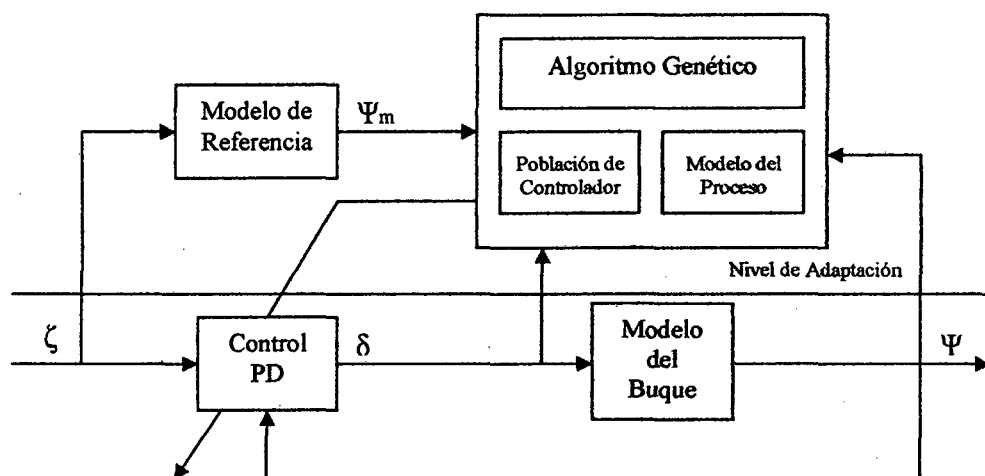 Algoritmo Genético
Modelo de
Referencia
Ψm
Población de
Controlador
Modelo del
Proceso
Nivel de Adaptación
ζ
Control
PD
δ
Modelo
del
Buque
Ψ